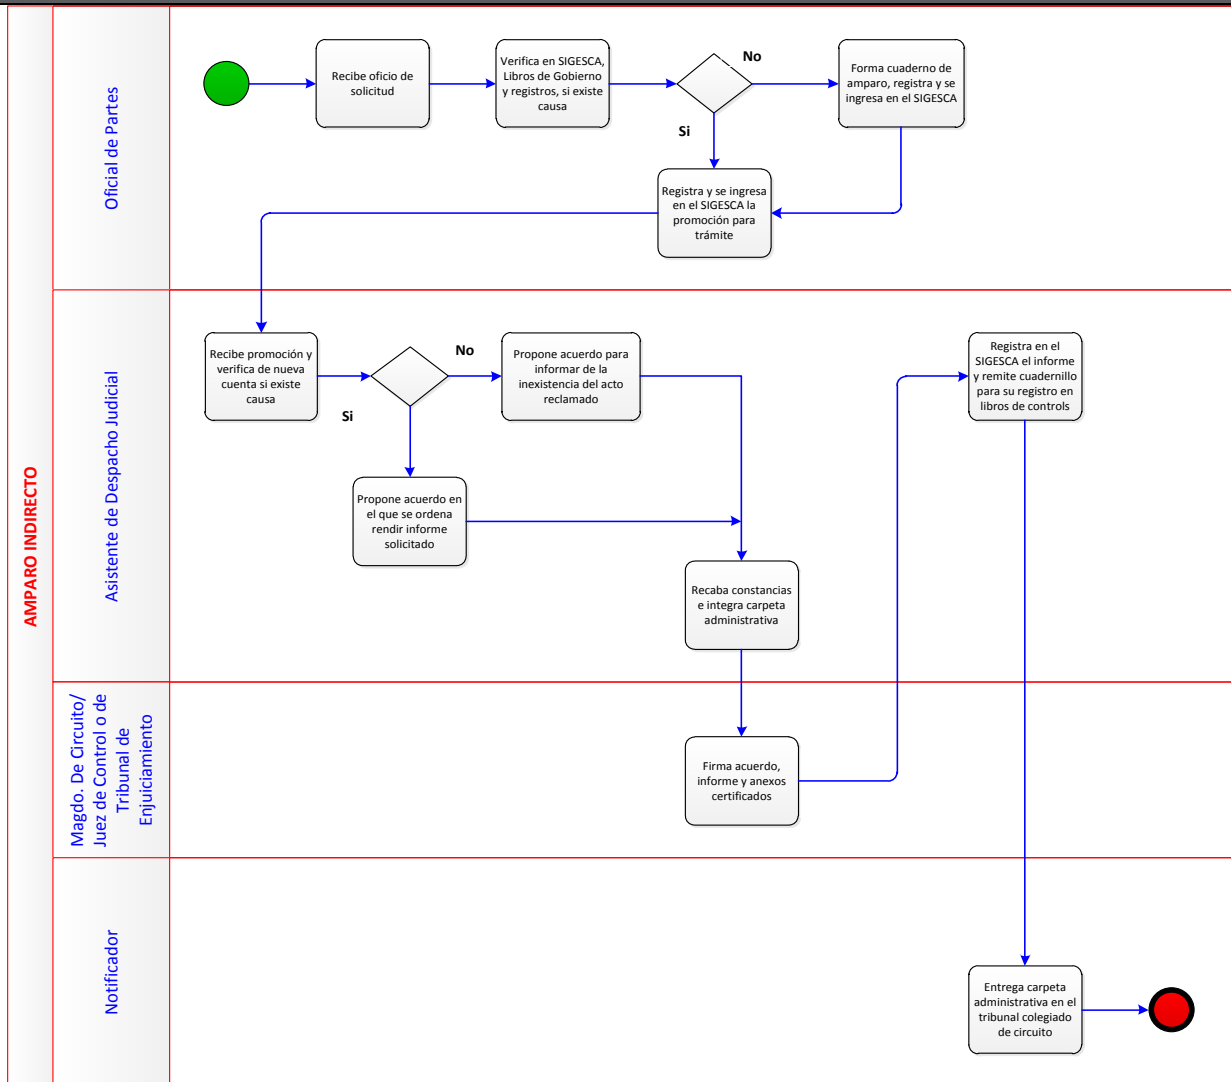 AMPARO INDIRECTO
Oficial de Partes
Recibe oficio de
solicitud
Verifica en SIGESCA,
Libros de Gobierno
y registros, si existe
causa
No
Si
Forma cuaderno de
amparo, registra y se
ingresa en el SIGESCA
Registra y se ingresa
en el SIGESCA la
promoción para
trámite
Asistente de Despacho Judicial
Recibe promoción y
verifica de nueva
cuenta si existe
causa
No
Si
Propone acuerdo para
informar de la
inexistencia del acto
reclamado
Propone acuerdo en
el que se ordena
rendir informe
solicitado
Recaba constancias
e integra carpeta
administrativa
Registra en el
SIGESCA el informe
y remite cuadernillo
para su registro en
libros de controls
Magdo. De Circuito/
Juez de Control o de
Tribunal de
Enjuiciamiento
Firma acuerdo,
informe y anexos
certificados
Notificador
Entrega carpeta
administrativa en el
tribunal colegiado
de circuito